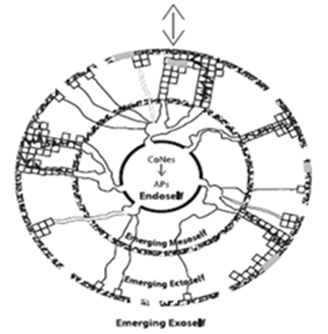 CoNes
APs
Endoself
Emerging Mesoself
Emerging Ectoself
Emerging Exoself